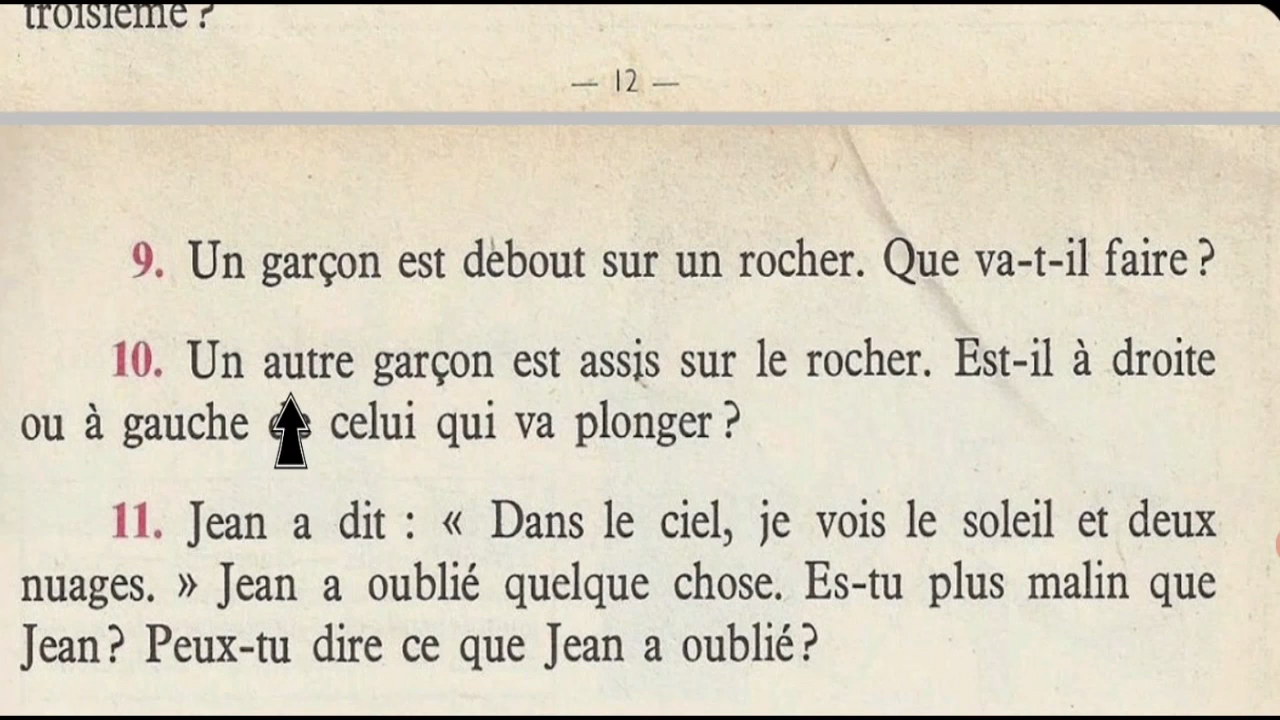 troisième ?
— 12 —
9. Un garçon est debout sur un rocher. Que va-t-il faire ?
10. Un autre garçon est assis sur le rocher. Est-il à droite
ou à gauche celui qui va plonger ?
11. Jean a dit : « Dans le ciel, je vois le soleil et deux
nuages. » Jean a oublié quelque chose. Es-tu plus malin que
Jean ? Peux-tu dire ce que Jean a oublié ?